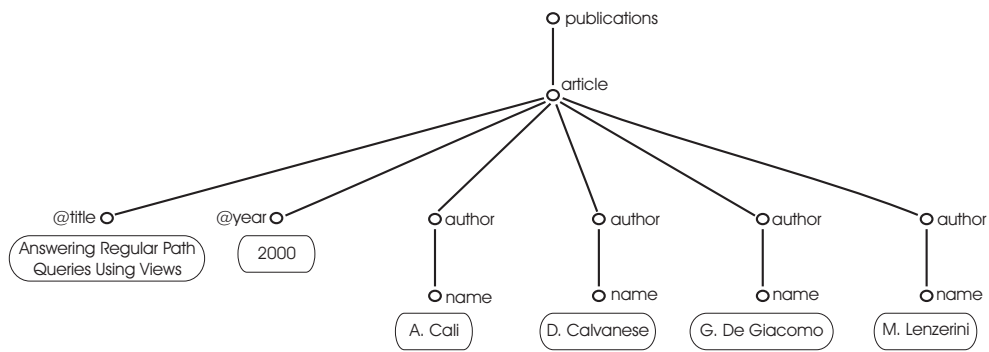 publications
article
@title
@year
author
author
author
author
Answering Regular Path
Queries Using Views
2000
name
name
name
name
A. Cali
D. Calvanese
G. De Giacomo
M. Lenzerini